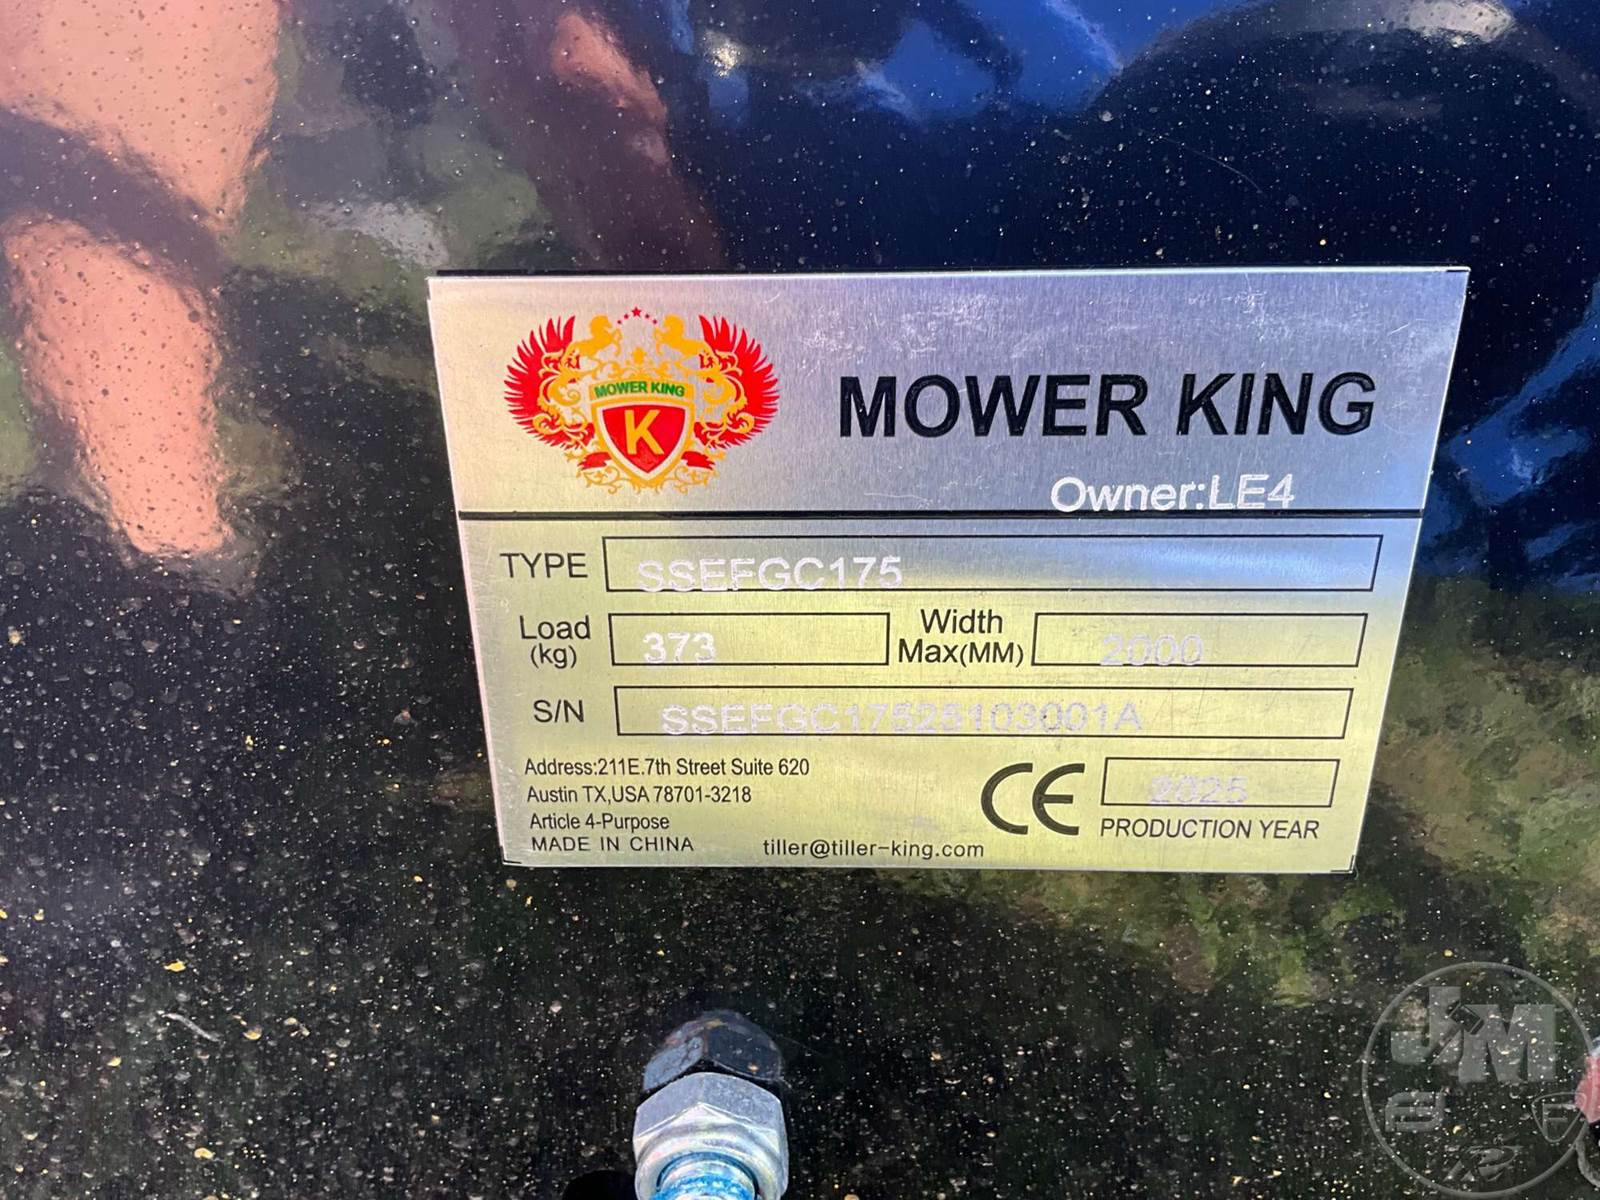 MOWER KING
K
MOWER KING
Owner:LE4
TYPE SSEFGC175
Load (kg) 373 Width Max(MM) 2000
S/N SSEFGC17525103001A
Address:211E.7th Street Suite 620
Austin TX,USA 78701-3218
Article 4-Purpose
MADE IN CHINA tiller@tiller-king.com
CE 2025
PRODUCTION YEAR
JM